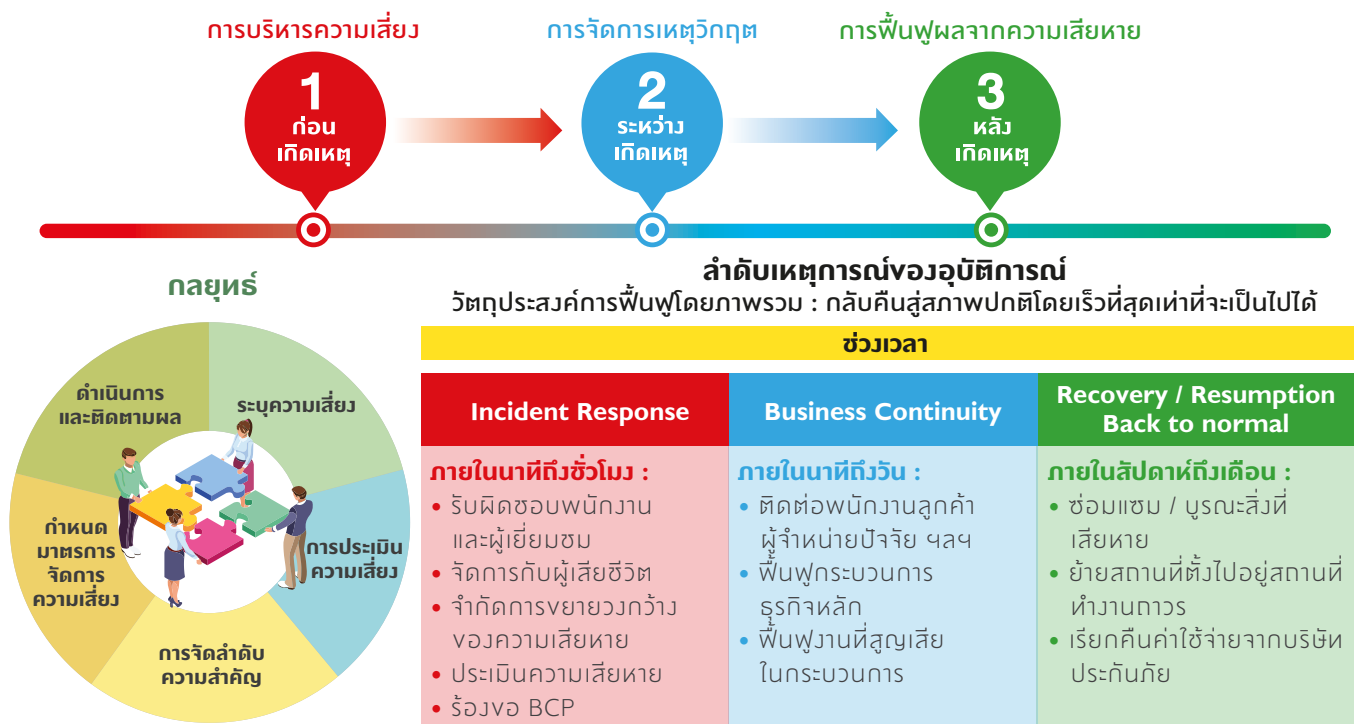 การบริหารความเสี่ยง
การจัดการเหตุวิกฤต
การฟื้นฟูผลจากความเสียหาย
1
ก่อน
เกิดเหตุ
2
ระหว่าง
เกิดเหตุ
3
หลัง
เกิดเหตุ
กลยุทธ์
ดำเนินการ
และติดตามผล
ระบุความเสี่ยง
กำหนด
มาตรการ
จัดการ
ความเสี่ยง
การประเมิน
ความเสี่ยง
การจัดลำดับ
ความสำคัญ
ลำดับเหตุการณ์ของอุบัติการณ์
วัตถุประสงค์การฟื้นฟูโดยภาพรวม : กลับคืนสู่สภาพปกติโดยเร็วที่สุดเท่าที่จะเป็นไปได้
ช่วงเวลา
Incident Response
ภายในนาทีถึงชั่วโมง :
• รับผิดชอบพนักงาน
และผู้เยี่ยมชม
• จัดการกับผู้เสียชีวิต
• จำกัดการขยายวงกว้าง
ของความเสียหาย
• ประเมินความเสียหาย
• ร้องขอ BCP
Business Continuity
ภายในนาทีถึงวัน :
• ติดต่อพนักงานลูกค้า
ผู้จำหน่ายปัจจัย ฯลฯ
• ฟื้นฟูกระบวนการ
ธุรกิจหลัก
• ฟื้นฟูงานที่สูญเสีย
ในกระบวนการ
Recovery / Resumption
Back to normal
ภายในสัปดาห์ถึงเดือน :
• ซ่อมแซม / บูรณะสิ่งที่
เสียหาย
• ย้ายสถานที่ตั้งไปอยู่สถานที่
ทำงานถาวร
• เรียกคืนค่าใช้จ่ายจากบริษัท
ประกันภัย